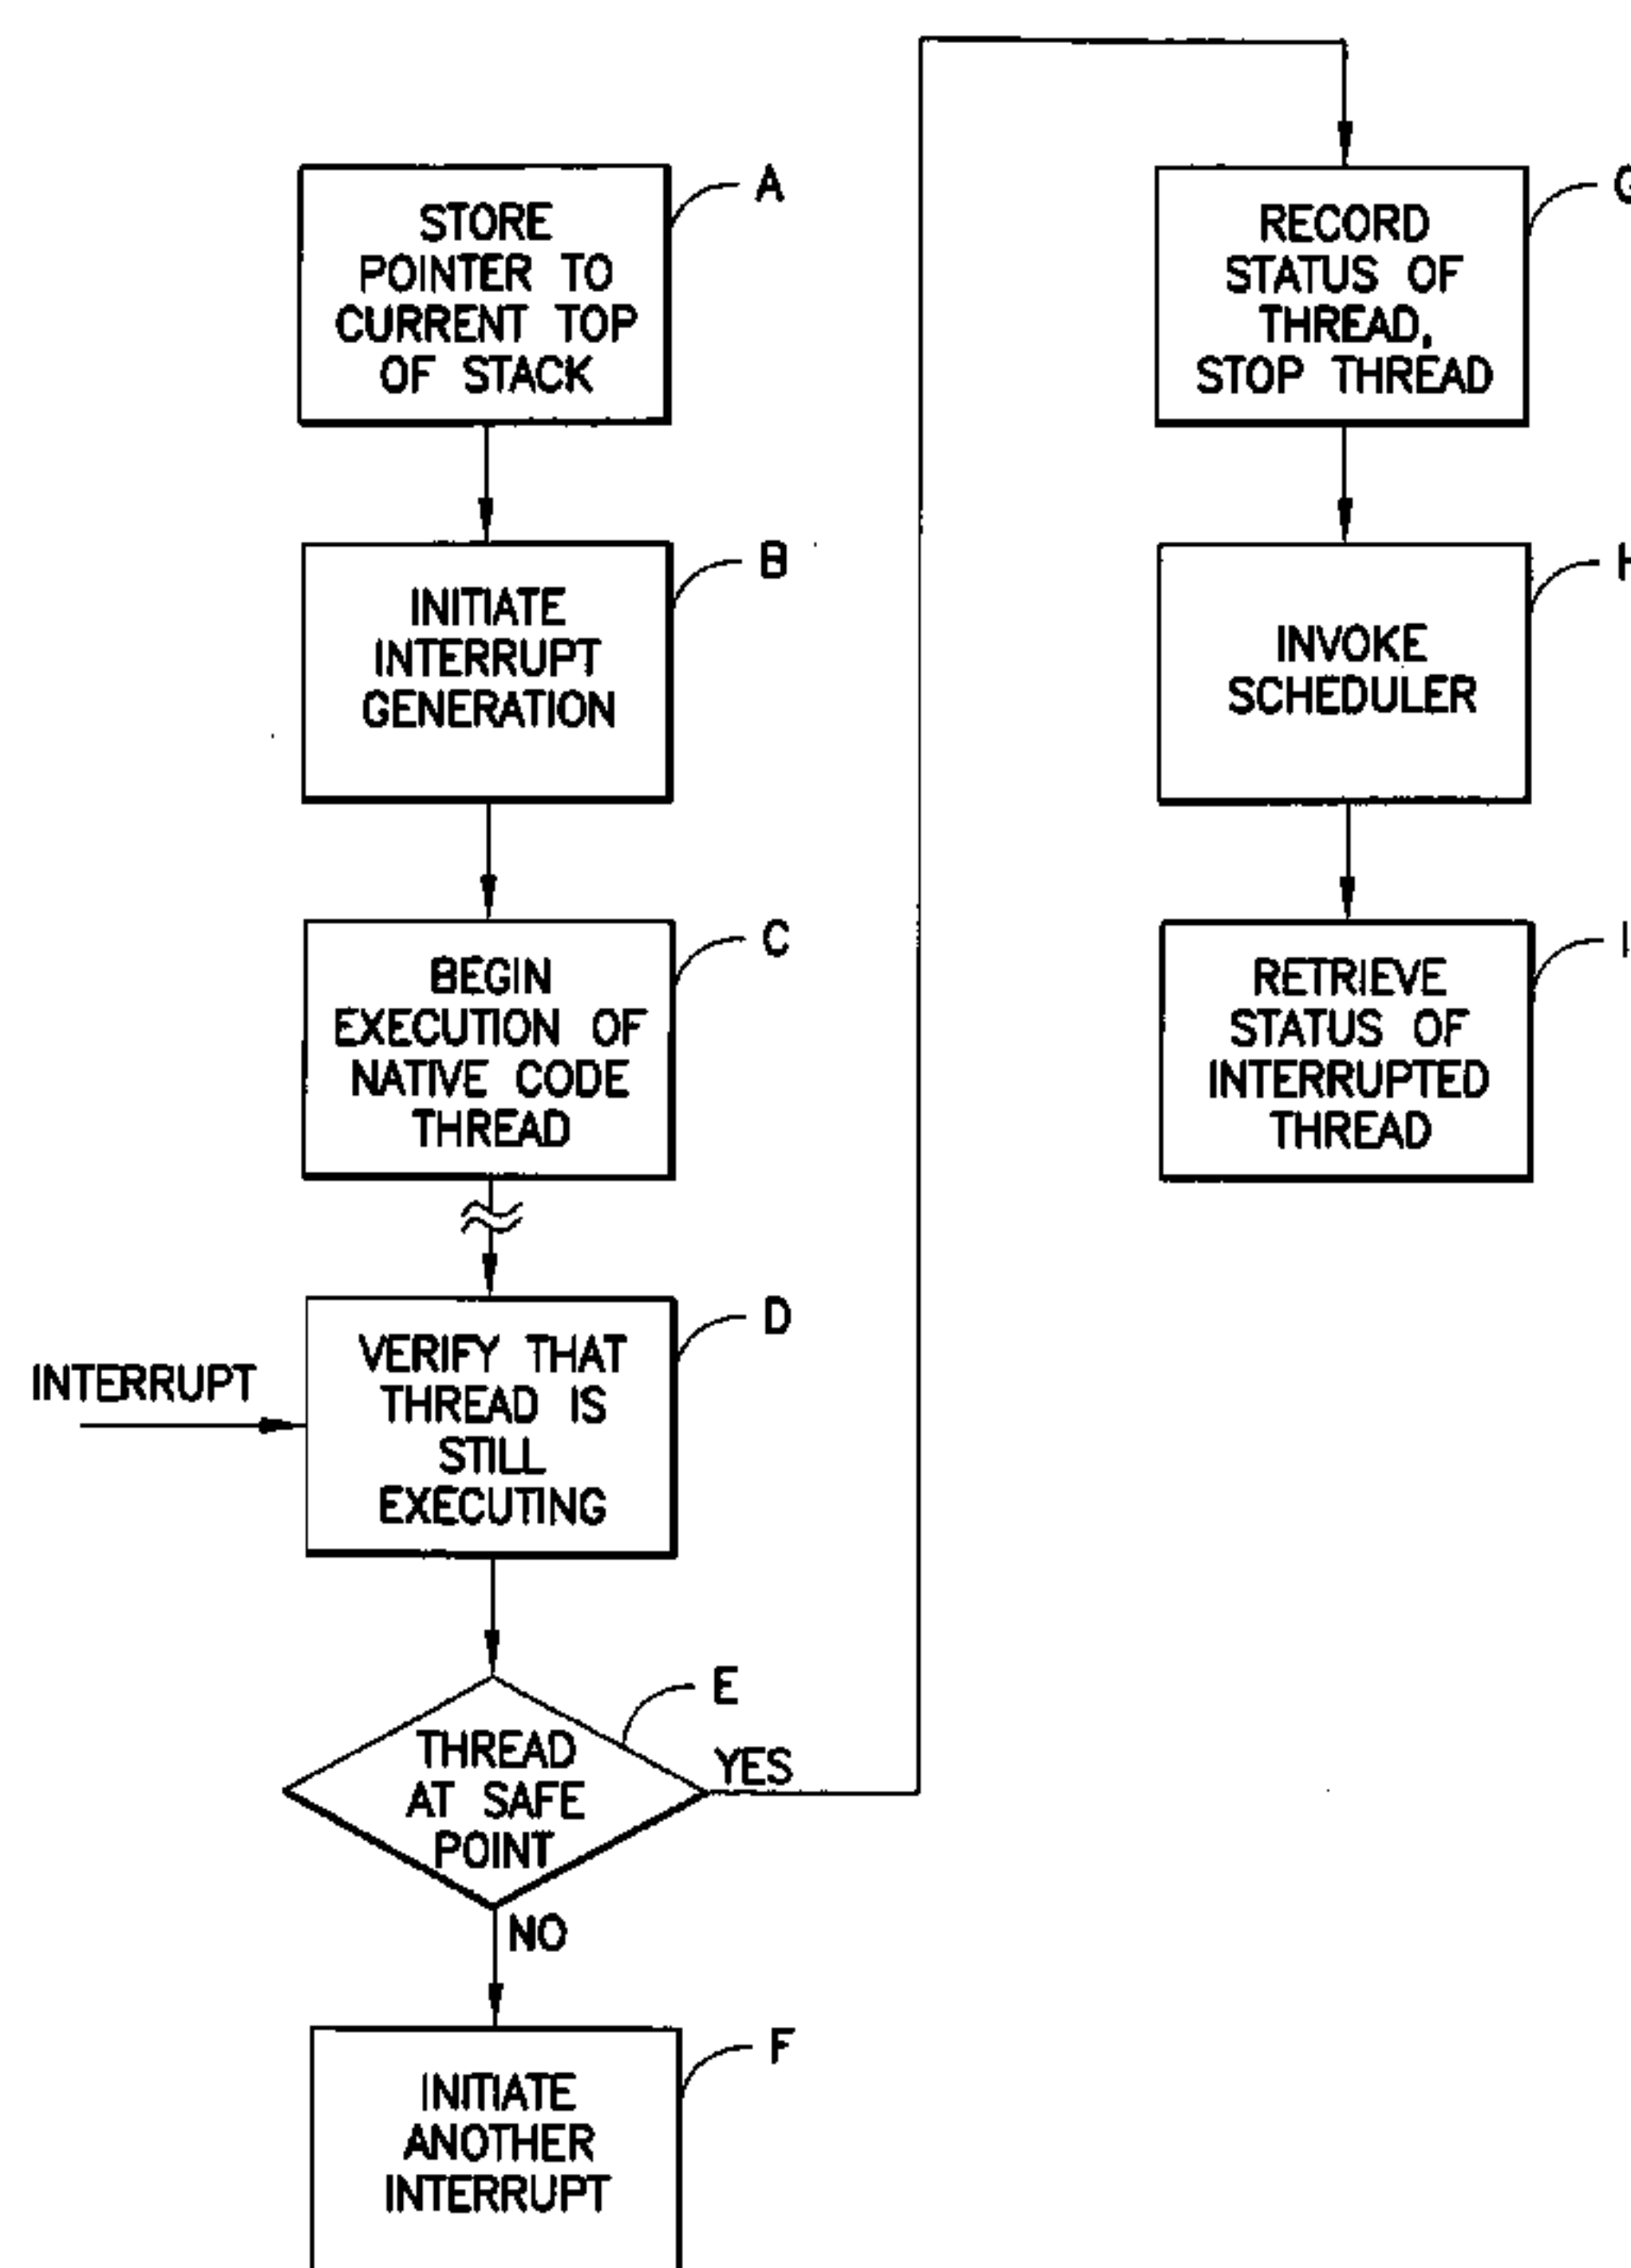 STORE
POINTER TO
CURRENT TOP
OF STACK
A
INITIATE
INTERRUPT
GENERATION
B
BEGIN
EXECUTION OF
NATIVE CODE
THREAD
C
INTERRUPT
VERIFY THAT
THREAD IS
STILL
EXECUTING
D
THREAD
AT SAFE
POINT
E
YES
NO
INITIATE
ANOTHER
INTERRUPT
F
RECORD
STATUS OF
THREAD,
STOP THREAD
G
INVOKE
SCHEDULER
H
RETRIEVE
STATUS OF
INTERRUPTED
THREAD
I